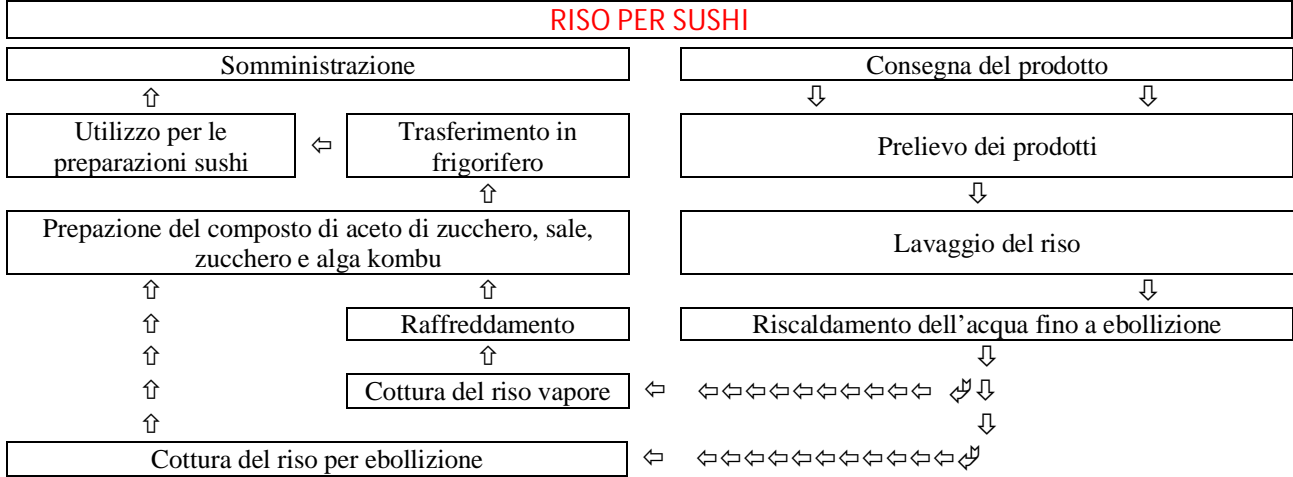 RISO PER SUSHI
Somministrazione
Consegna del prodotto
Utilizzo per le
preparazioni sushi
Trasferimento in
frigorifero
Prelievo dei prodotti
Prepazione del composto di aceto di zucchero, sale,
zucchero e alga kombu
Lavaggio del riso
Raffreddamento
Riscaldamento dell’acqua fino a ebollizione
Cottura del riso vapore
Cottura del riso per ebollizione